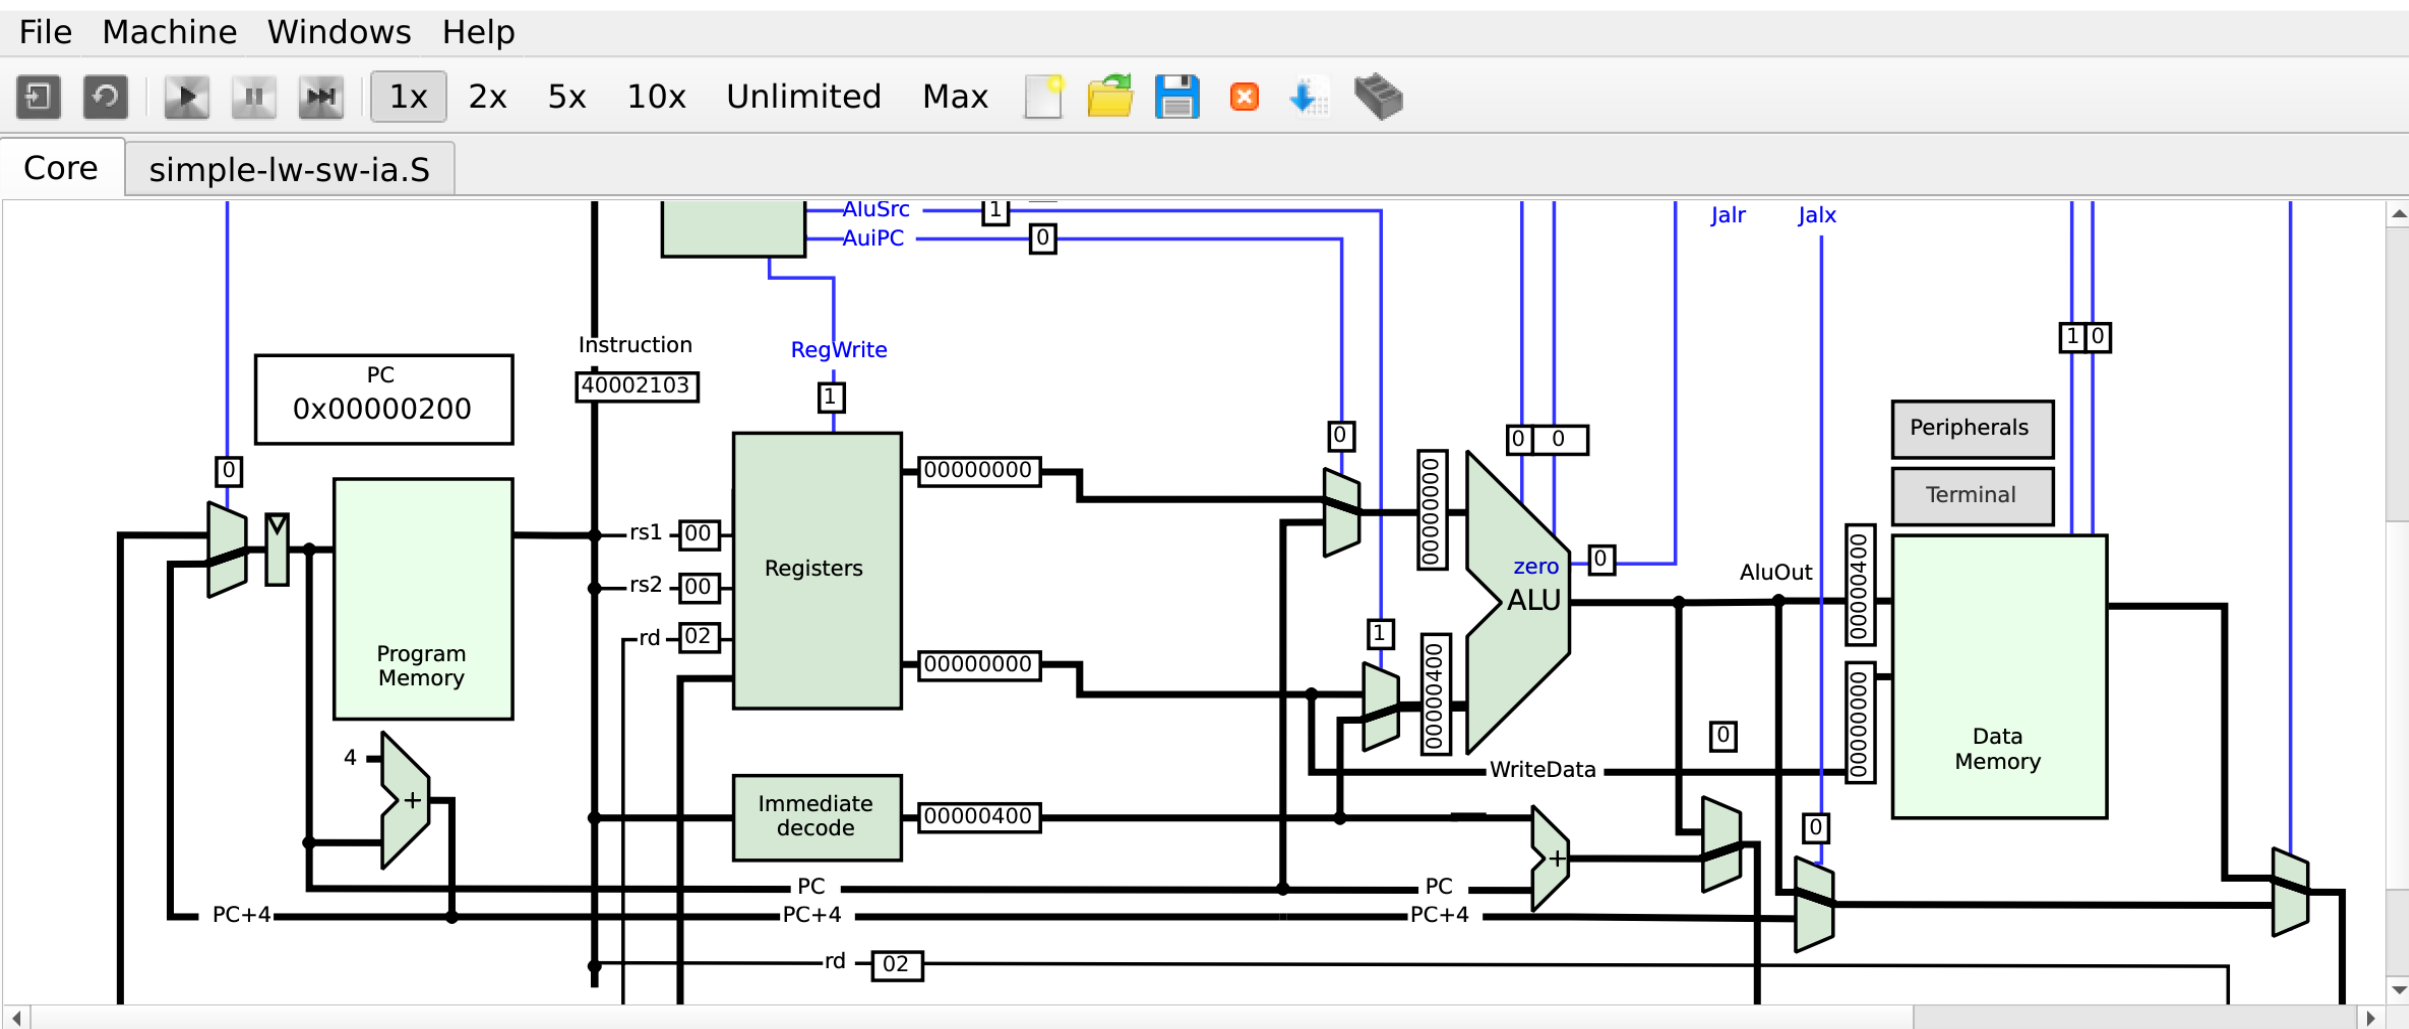 File Machine Windows Help
1x 2x 5x 10x Unlimited Max
Core simple-lw-sw-ia.S
AluSrc 1
AuiPC 0
Jalr Jalx
Instruction
40002103
RegWrite
1
PC
0x00000200
1 0
0
0
0 0
Peripherals
Terminal
00000000
00000000
rs1 00
rs2 00
rd 02
Registers
00000000
1
00000400
zero 0
ALU
AluOut
00000400
00000000
Program
Memory
4
+
Immediate
decode
00000400
WriteData
0
Data
Memory
0
+
PC PC
PC+4 PC+4 PC+4
rd 02